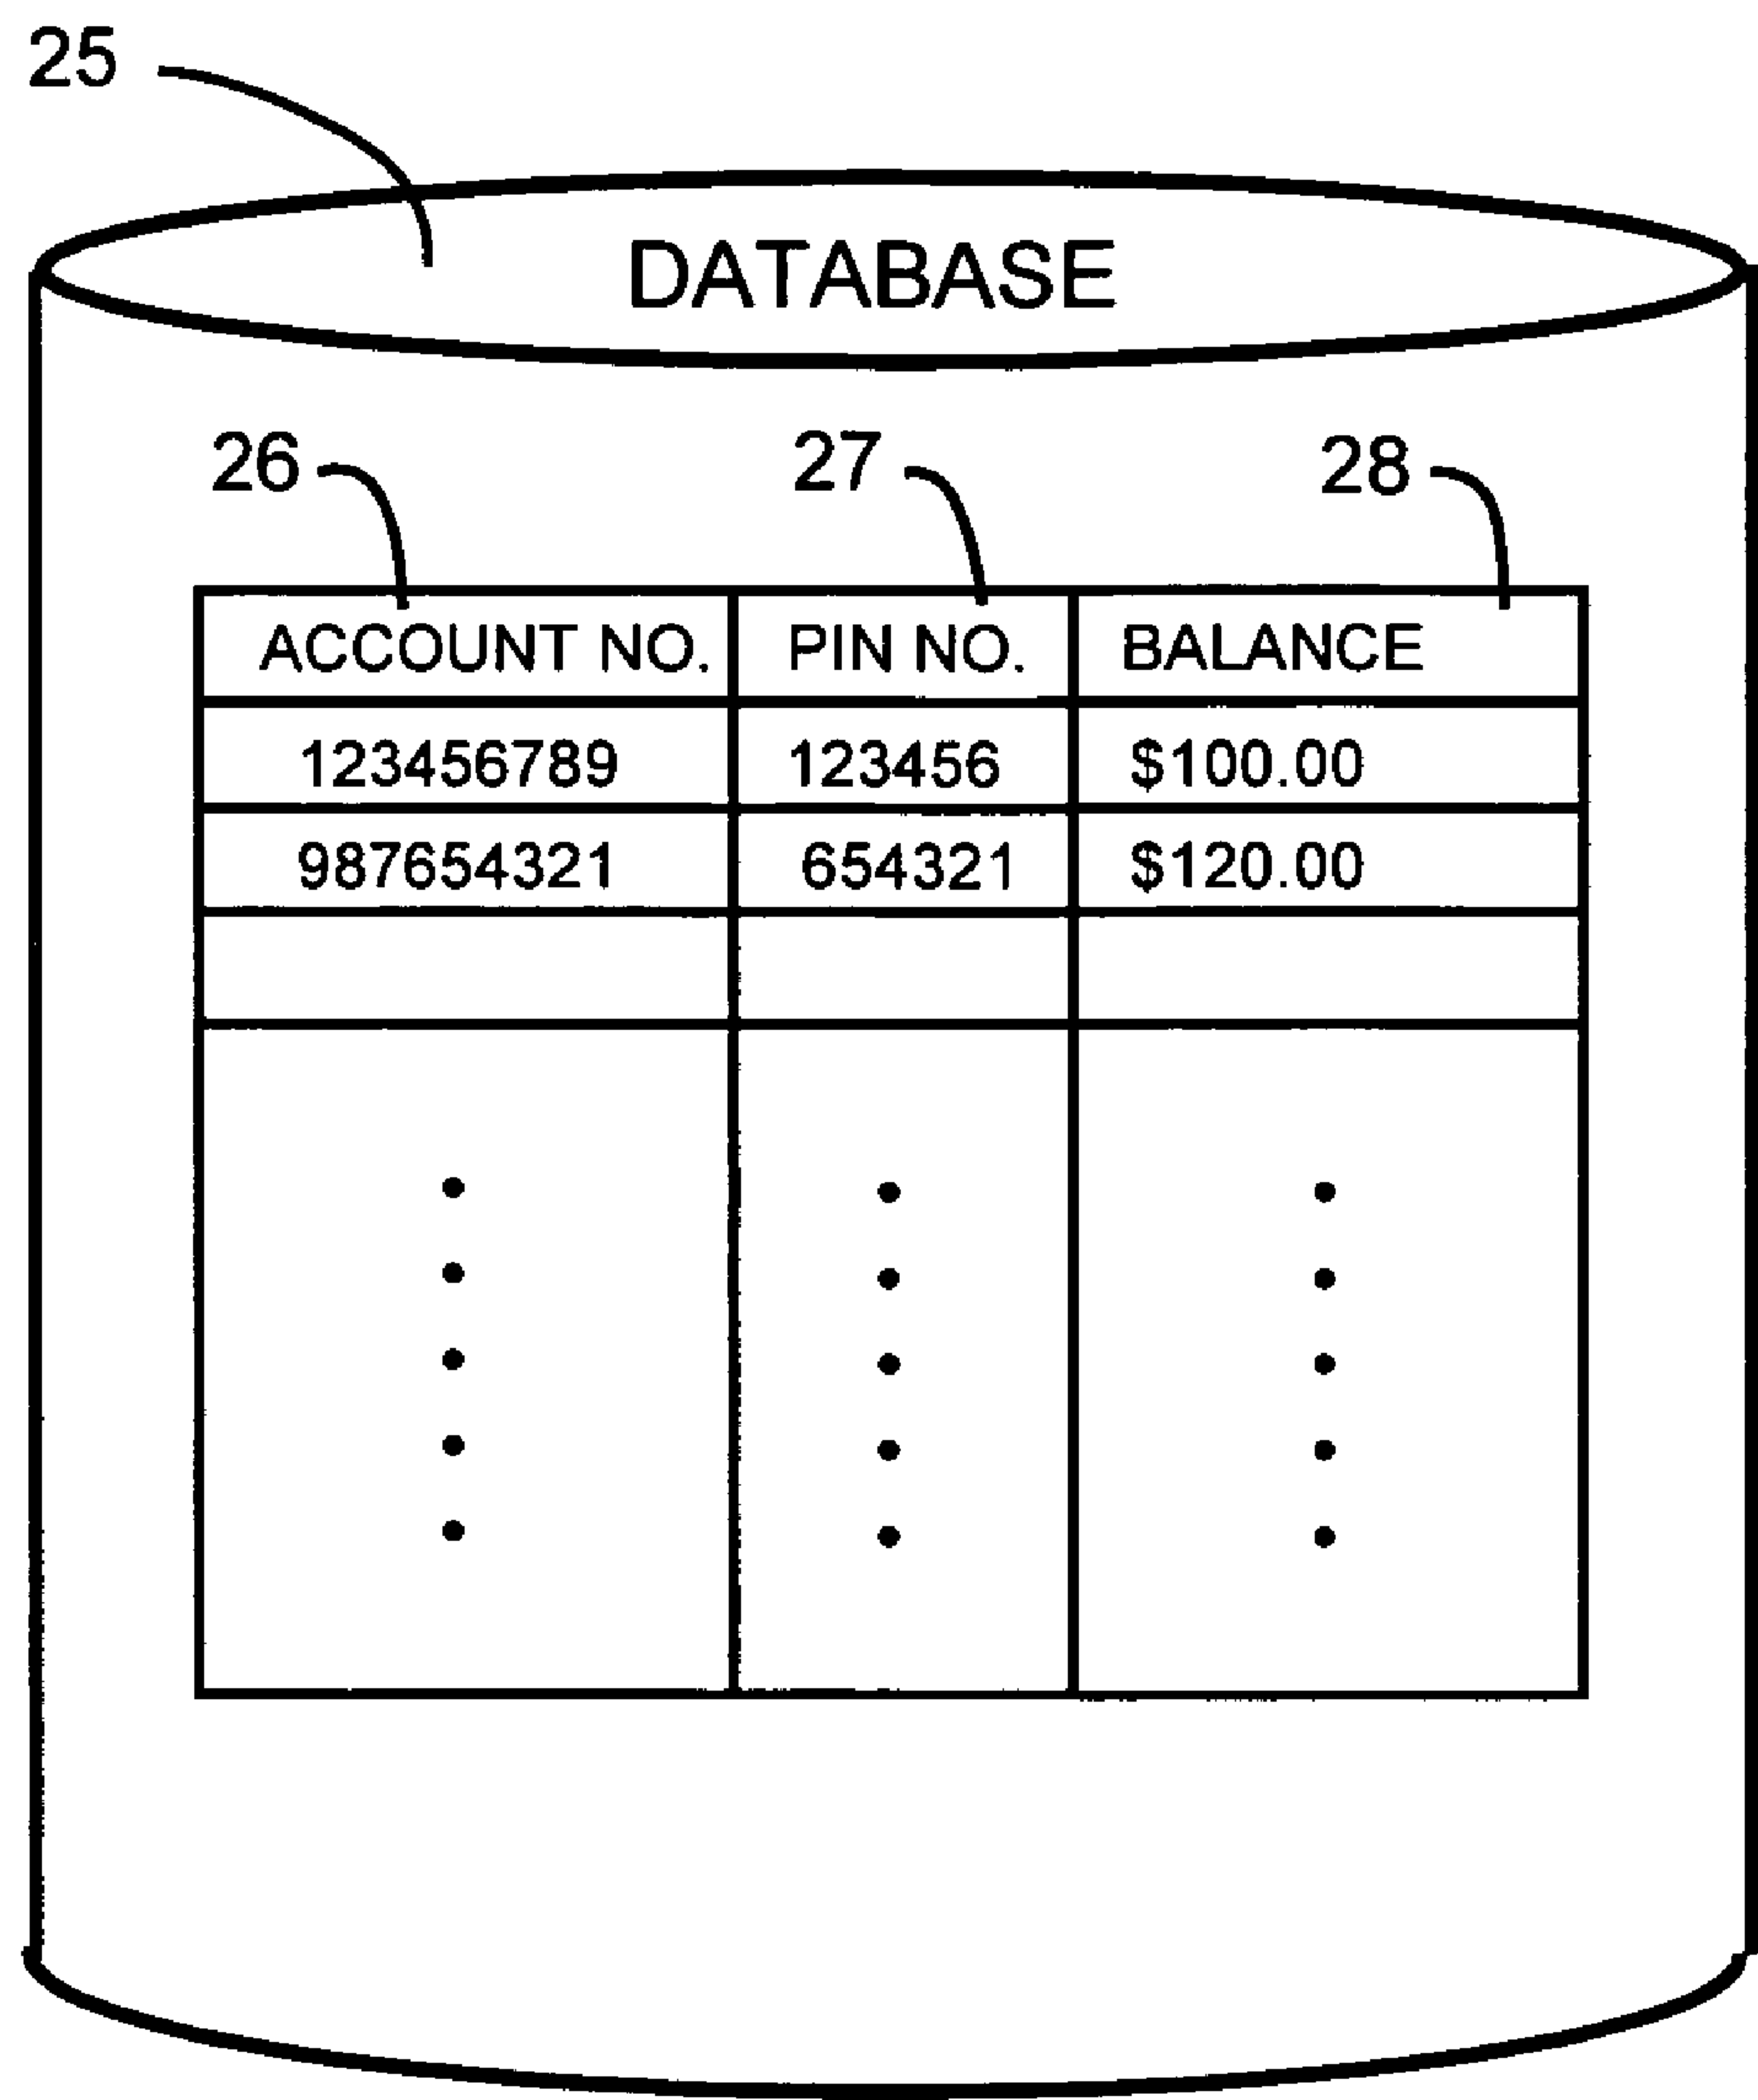 25
DATABASE
26 27 28
ACCOUNT NO. PIN NO. BALANCE
123456789 123456 $100.00
987654321 654321 $120.00